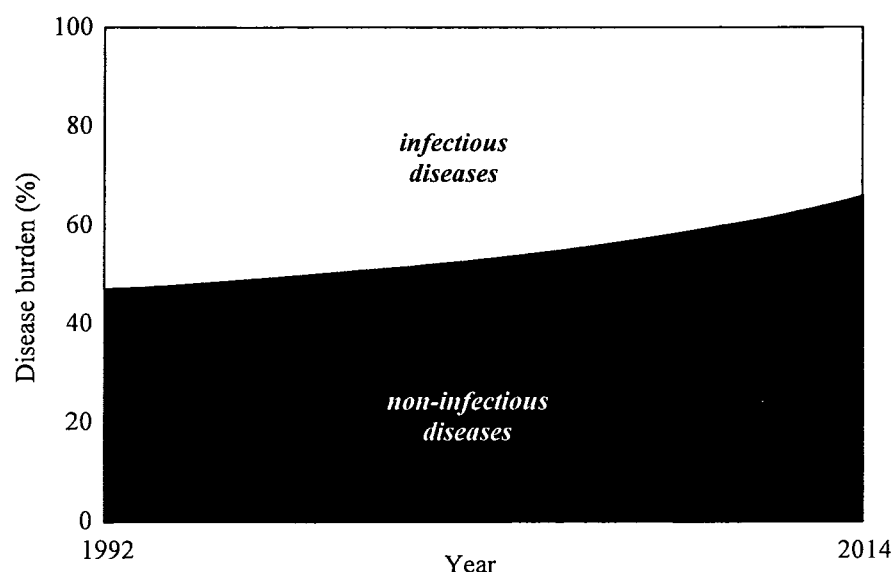 100
80
infectious
diseases
60
Disease burden (%)
40
non-infectious
diseases
20
0
1992
Year
2014